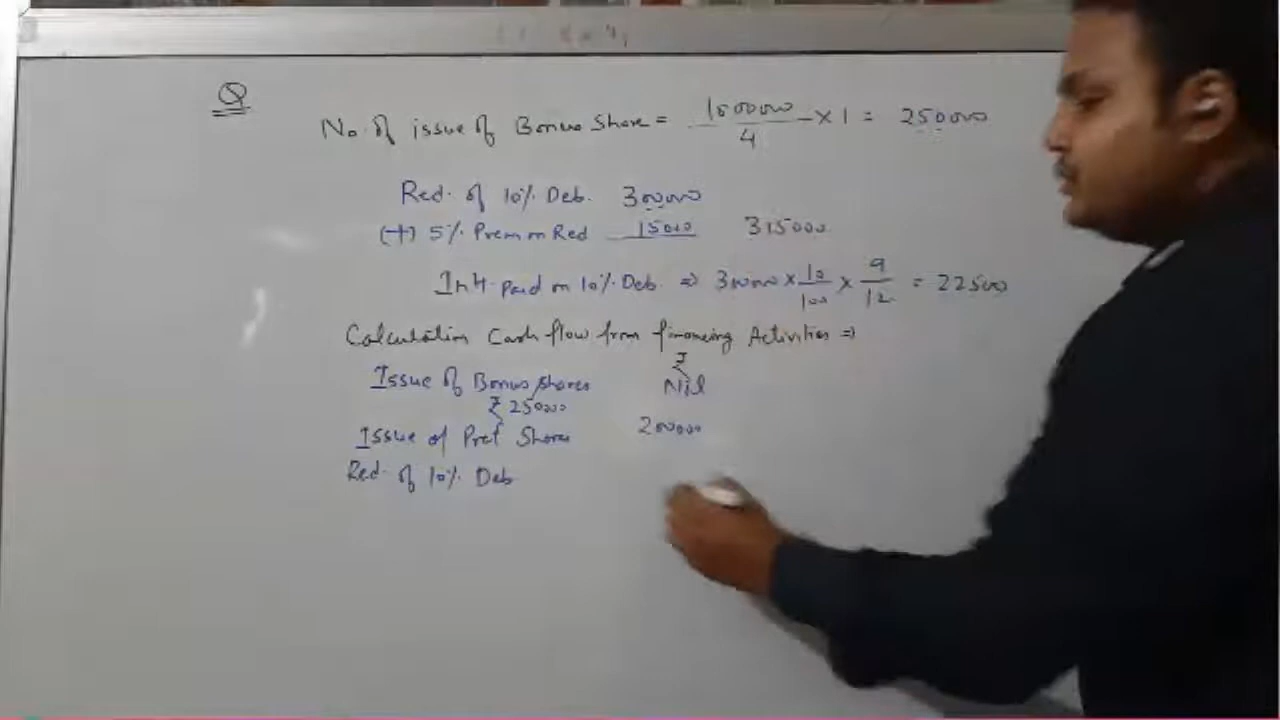 Q
No. of issue of Bonus Share = 1000000/4 × 1 = 250000
Red. of 10% Deb. 300000
(+) 5% Prem on Red 15000 315000
Int. paid on 10% Deb ⇒ 300000 × 10/100 × 9/12 = 22500
Calculation Cash flow from financing Activities ⇒
₹
Issue of Bonus shares Nil
₹ 250000
Issue of Pref Shares 200000
Red. of 10% Deb